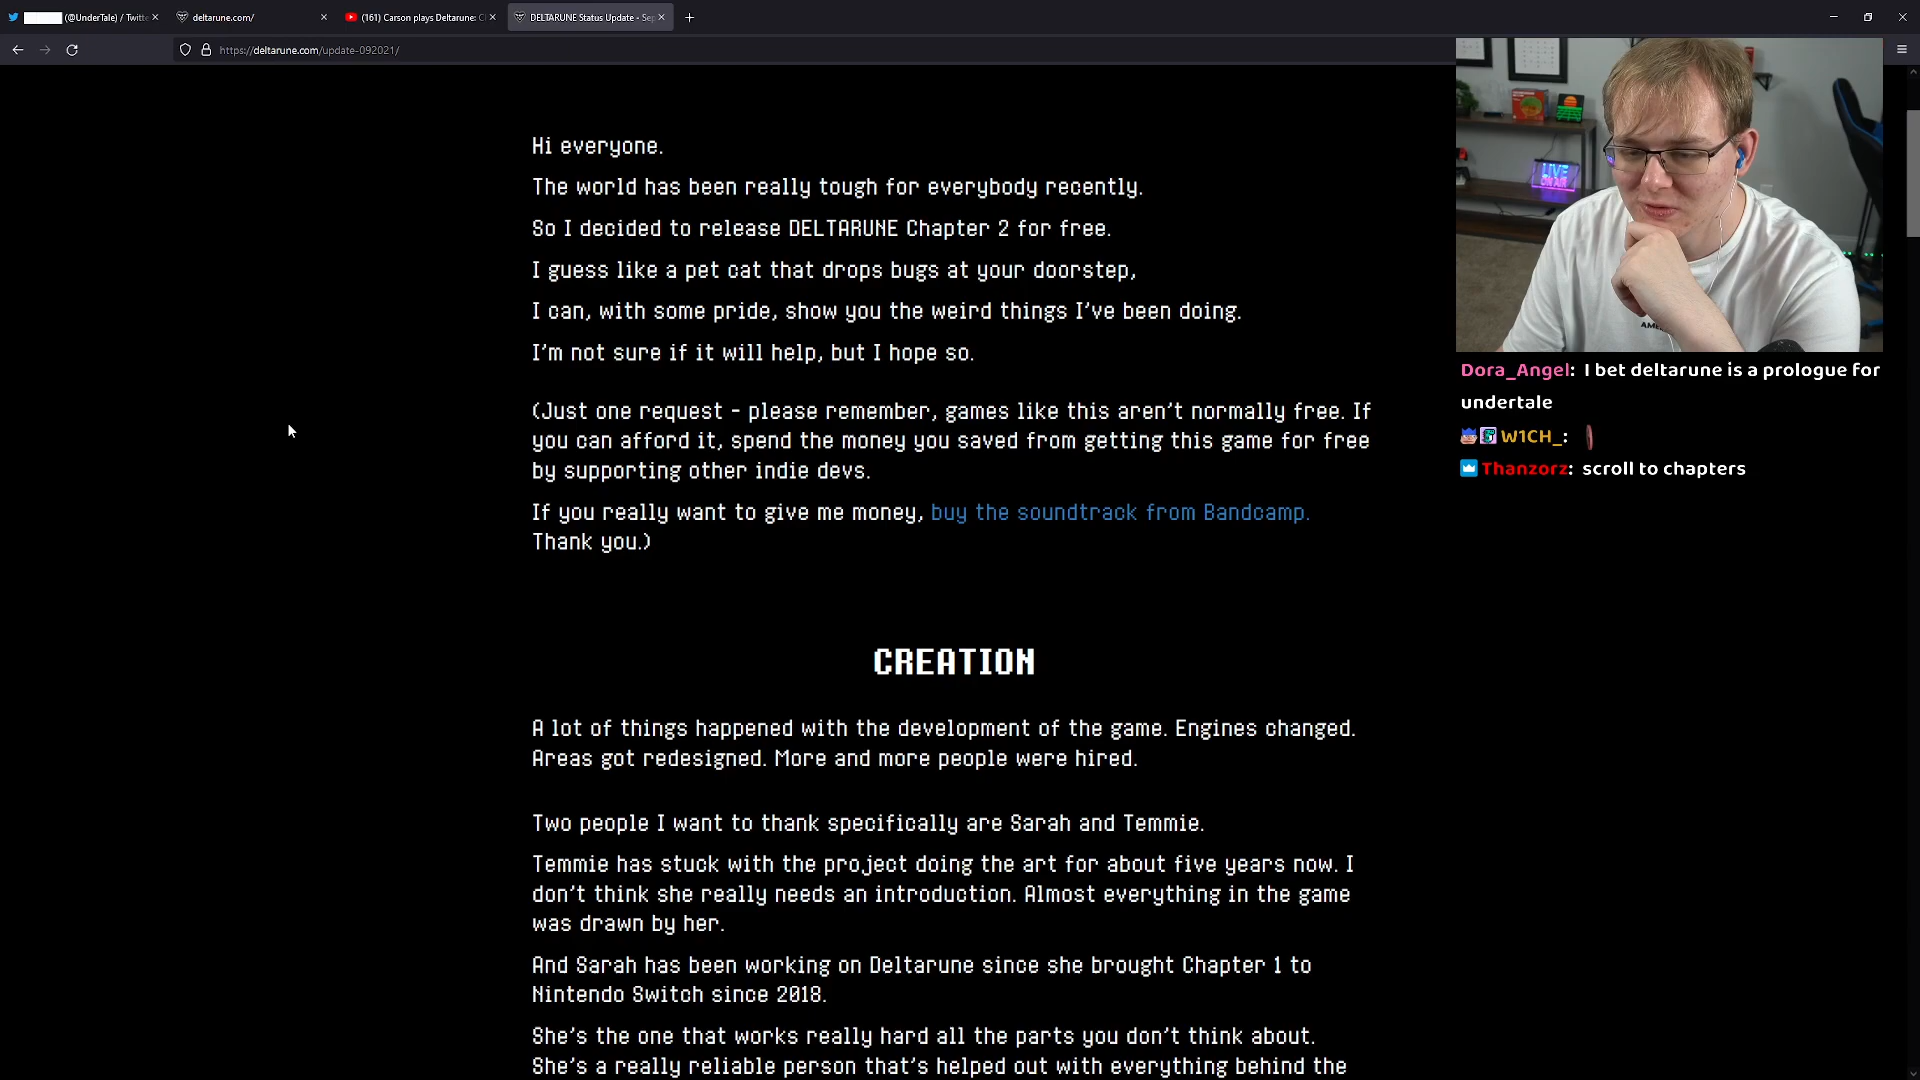 (@UnderTale) / Twitte
deltarune.com/
(161) Carson plays Deltarune: C
DELTARUNE Status Update - Sep
https://deltarune.com/update-092021/
Hi everyone.
The world has been really tough for everybody recently.
So I decided to release DELTARUNE Chapter 2 for free.
I guess like a pet cat that drops bugs at your doorstep,
I can, with some pride, show you the weird things I've been doing.
I'm not sure if it will help, but I hope so.
(Just one request - please remember, games like this aren't normally free. If
you can afford it, spend the money you saved from getting this game for free
by supporting other indie devs.
If you really want to give me money, buy the soundtrack from Bandcamp.
Thank you.)
CREATION
A lot of things happened with the development of the game. Engines changed.
Areas got redesigned. More and more people were hired.
Two people I want to thank specifically are Sarah and Temmie.
Temmie has stuck with the project doing the art for about five years now. I
don't think she really needs an introduction. Almost everything in the game
was drawn by her.
And Sarah has been working on Deltarune since she brought Chapter 1 to
Nintendo Switch since 2018.
She's the one that works really hard all the parts you don't think about.
She's a really reliable person that's helped out with everything behind the
LIVE
ON AIR
Dora_Angel: I bet deltarune is a prologue for
undertale
W1CH_:
Thanzorz: scroll to chapters